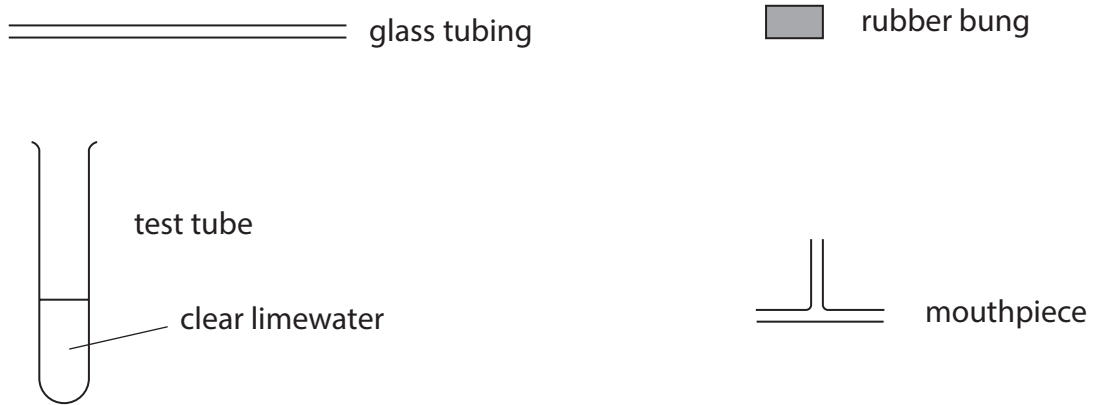 glass tubing
rubber bung
test tube
clear limewater
mouthpiece